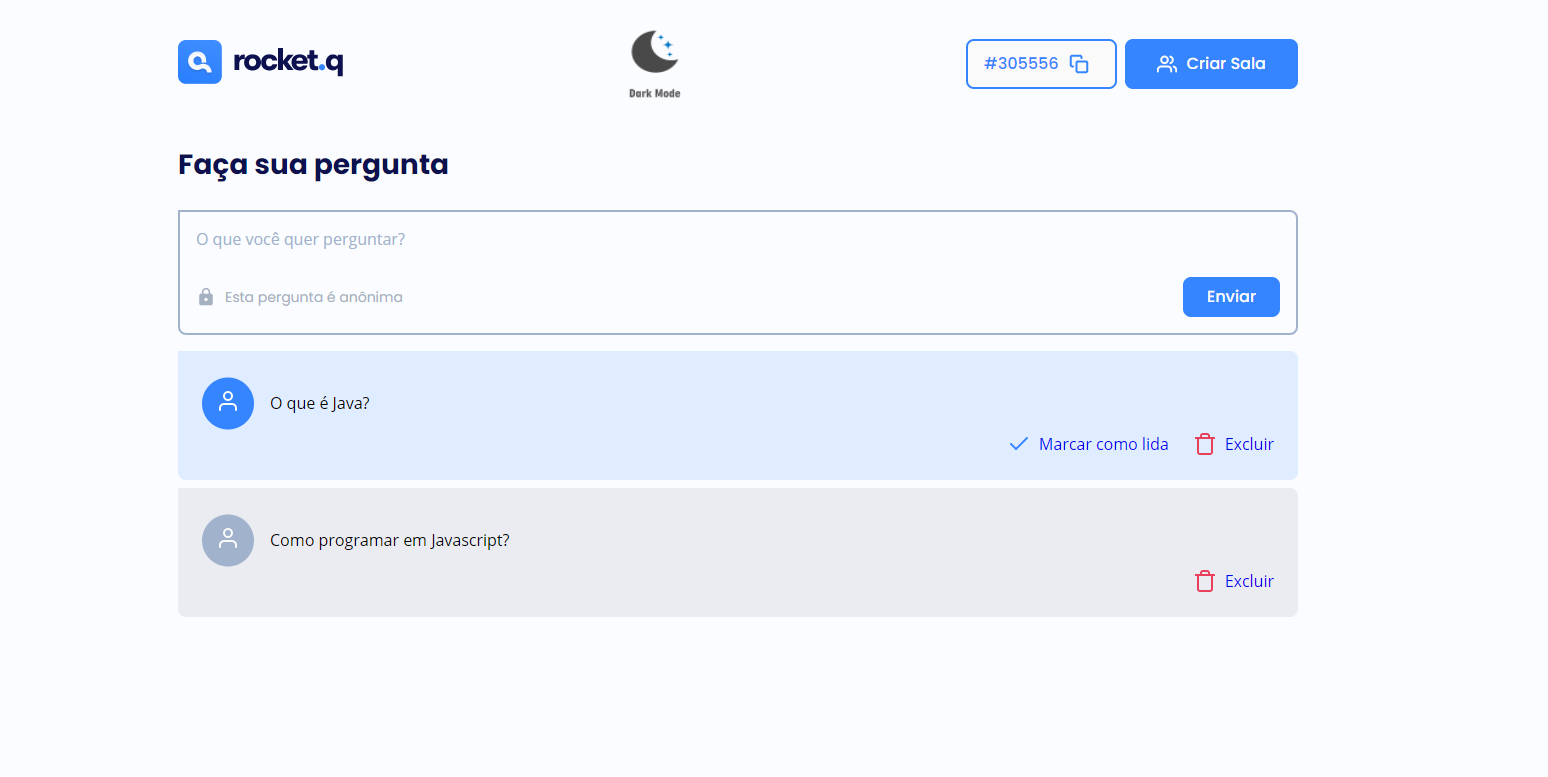 rocket.q
Dark Mode
#305556
Criar Sala
Faça sua pergunta
O que você quer perguntar?
Esta pergunta é anônima
Enviar
O que é Java?
Marcar como lida
Excluir
Como programar em Javascript?
Excluir